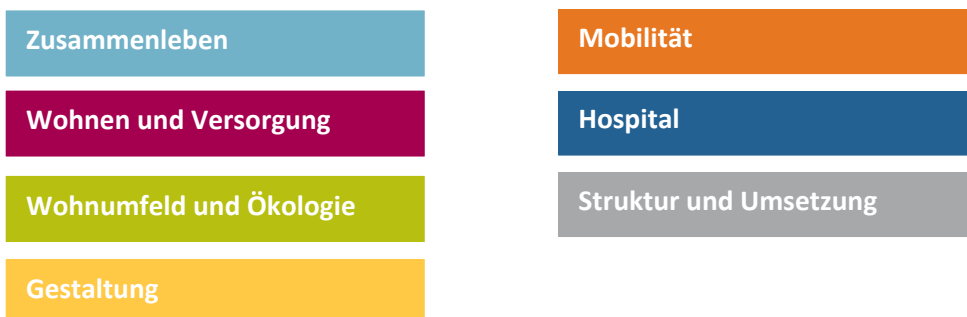 Zusammenleben
Wohnen und Versorgung
Wohnumfeld und Ökologie
Gestaltung
Mobilität
Hospital
Struktur und Umsetzung